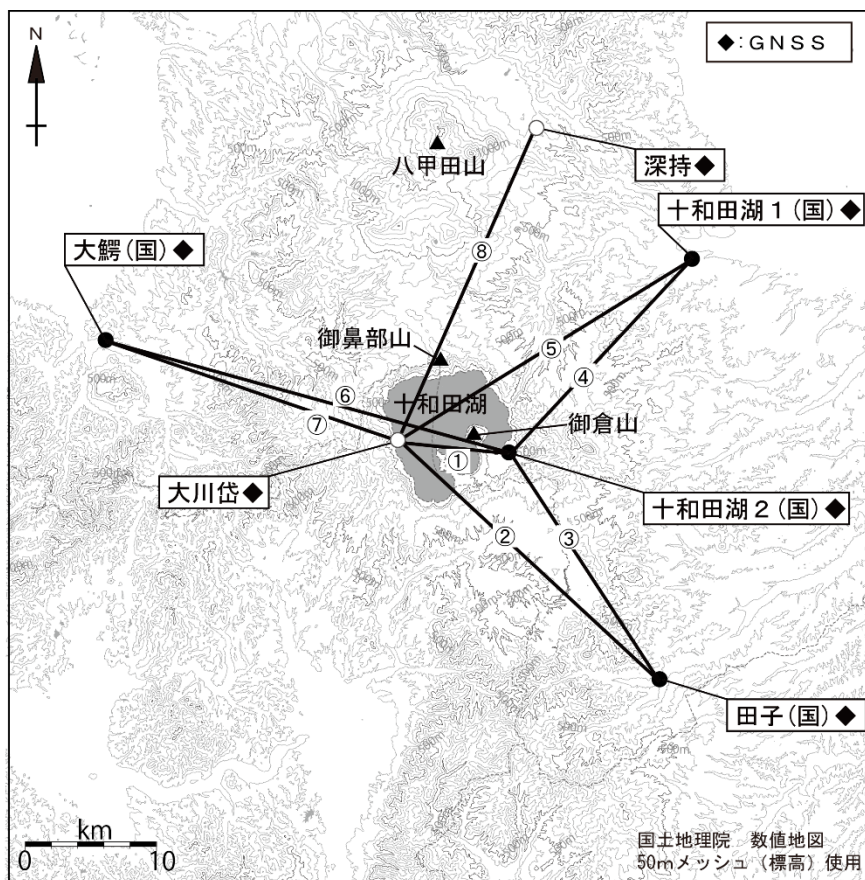 N
◆:GNSS
八甲田山
深持◆
十和田湖1(国)◆
大鰐(国)◆
⑧
御鼻部山
⑤
④
⑥
十和田湖
⑦
御倉山
①
大川岱◆
十和田湖2(国)◆
②
③
田子(国)◆
km
0 10
国土地理院 数値地図
50mメッシュ(標高)使用
500m
1000m